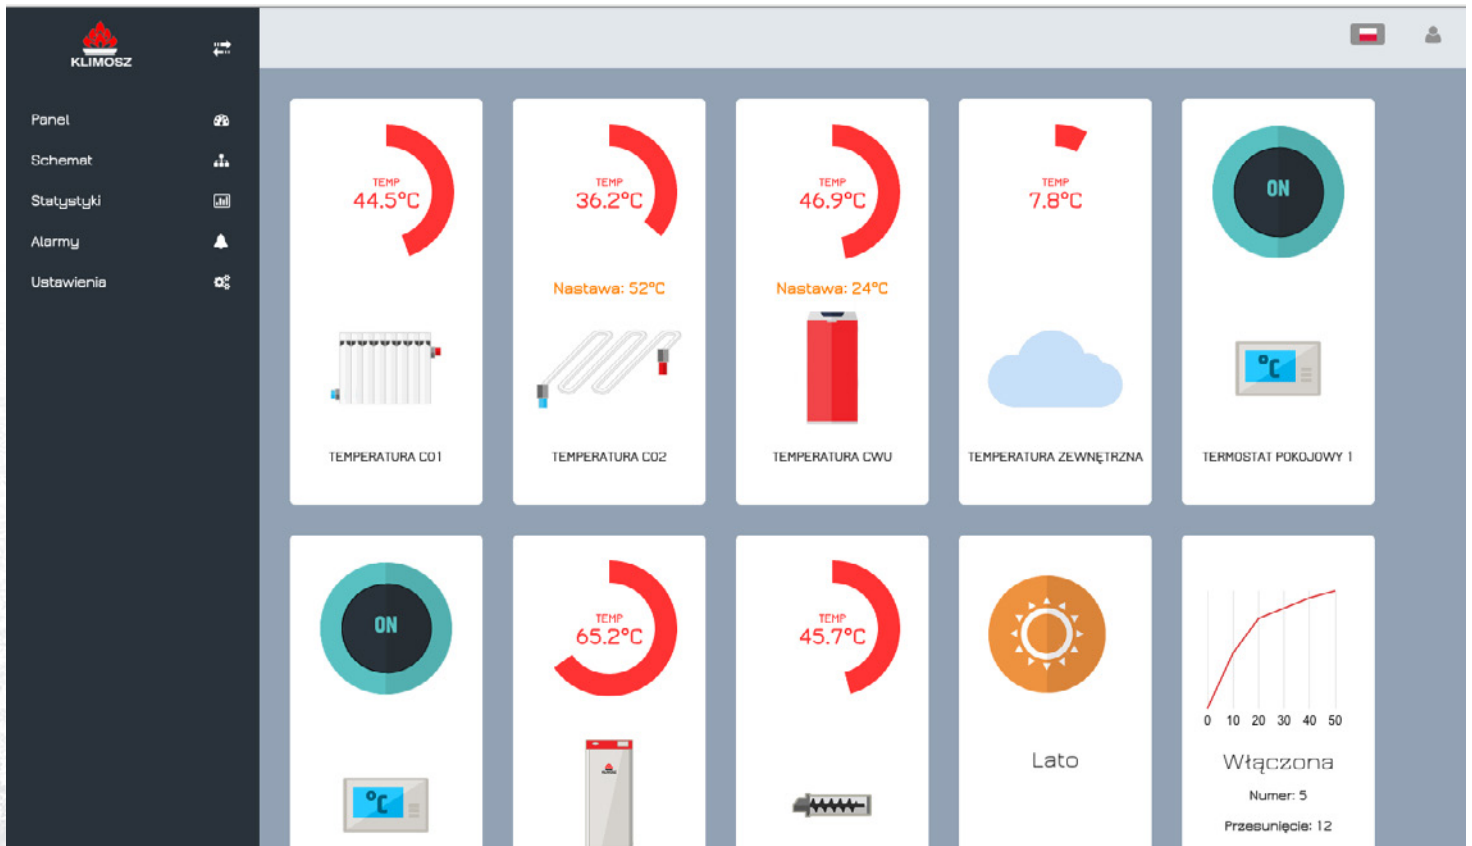 KLIMOSZ
Panel
Schemat
Statystyki
Alarmy
Ustawienia
TEMP
44.5°C
TEMPERATURA CO1
TEMP
36.2°C
Nastawa: 52°C
TEMPERATURA CO2
TEMP
46.9°C
Nastawa: 24°C
TEMPERATURA CWU
TEMP
7.8°C
TEMPERATURA ZEWNĘTRZNA
ON
°C
TERMOSTAT POKOJOWY 1
ON
°C
TEMP
65.2°C
TEMP
45.7°C
Lato
0 10 20 30 40 50
Włączona
Numer: 5
Przesunięcie: 12